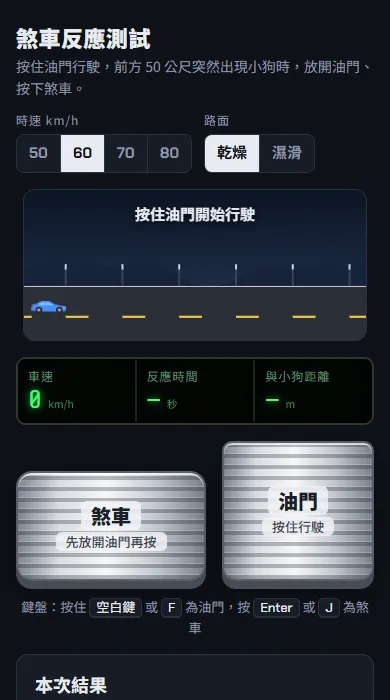 煞車反應測試
按住油門行駛，前方 50 公尺突然出現小狗時，放開油門、
按下煞車。
時速 km/h
路面
50 60 70 80 乾燥 濕滑
按住油門開始行駛
車速 反應時間 與小狗距離
0 km/h — 秒 — m
煞車
先放開油門再按
油門
按住行駛
鍵盤：按住 空白鍵 或 F 為油門，按 Enter 或 J 為煞
車
本次結果